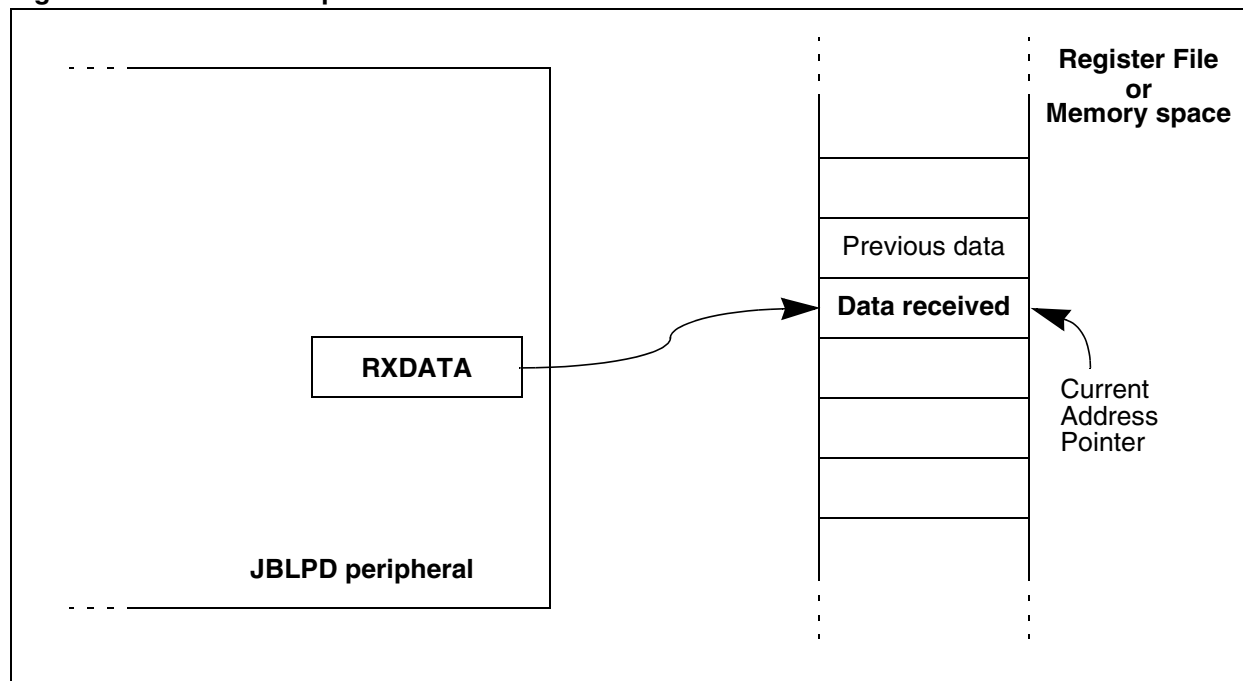 Register File
or
Memory space
Previous data
Data received
RXDATA
Current
Address
Pointer
JBLPD peripheral